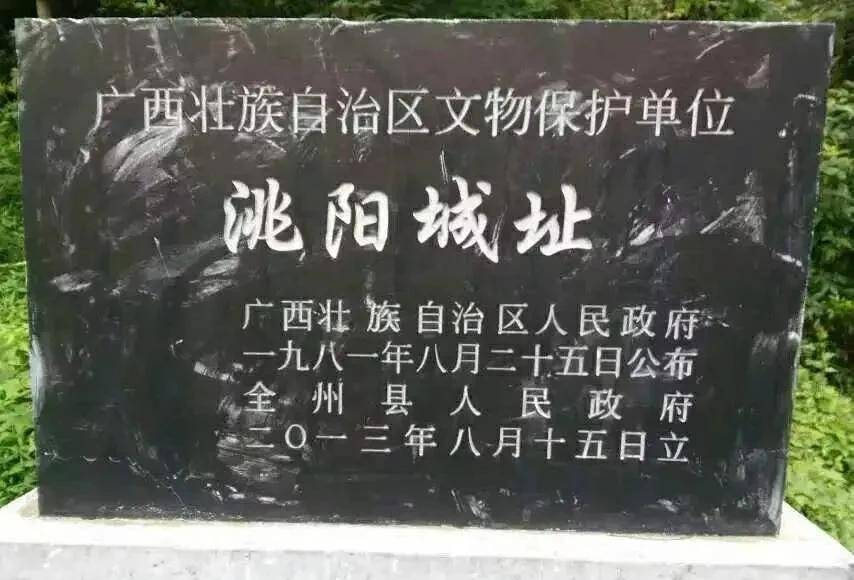 广西壮族自治区文物保护单位
洮阳城址
广西壮族自治区人民政府
一九八一年八月二十五日公布
全州县人民政府
二〇一三年八月十五日立